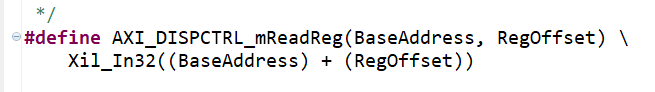 */
#define AXI_DISPCTRL_mReadReg(BaseAddress, RegOffset) \
Xil_In32((BaseAddress) + (RegOffset))